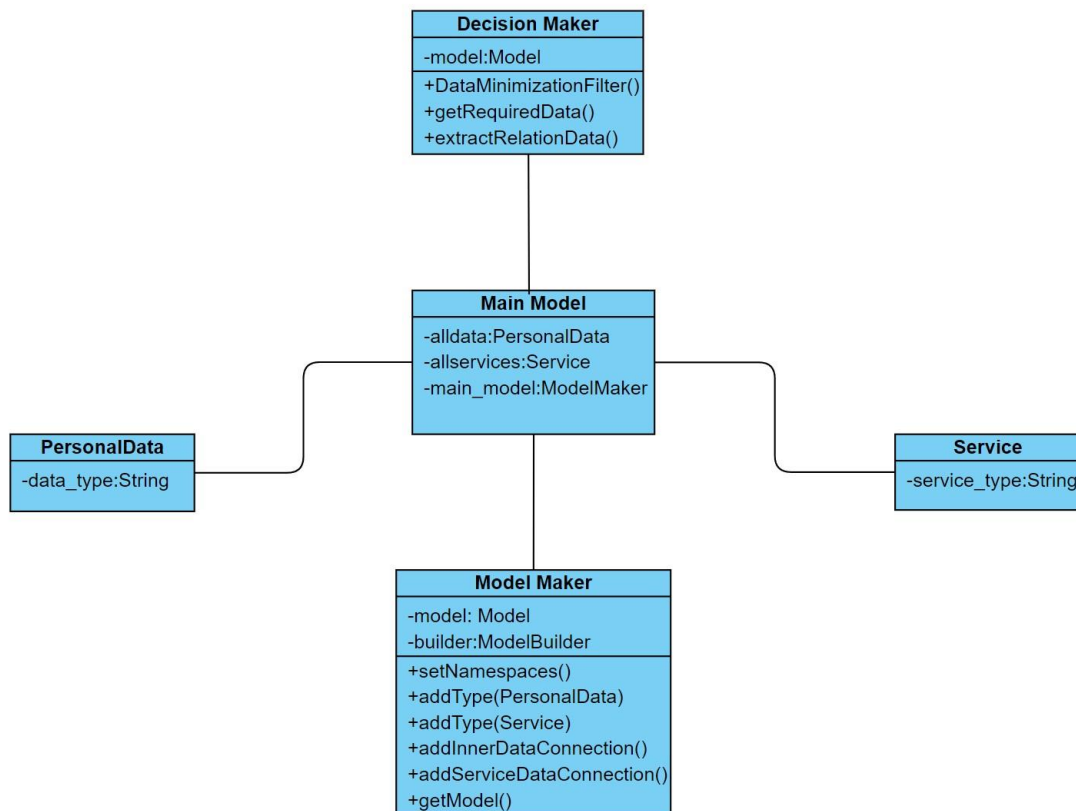 Decision Maker
-model:Model
+DataMinimizationFilter()
+getRequiredData()
+extractRelationData()
Main Model
-alldata:PersonalData
-allservices:Service
-main_model:ModelMaker
PersonalData
-data_type:String
Service
-service_type:String
Model Maker
-model: Model
-builder:ModelBuilder
+setNamespaces()
+addType(PersonalData)
+addType(Service)
+addInnerDataConnection()
+addServiceDataConnection()
+getModel()